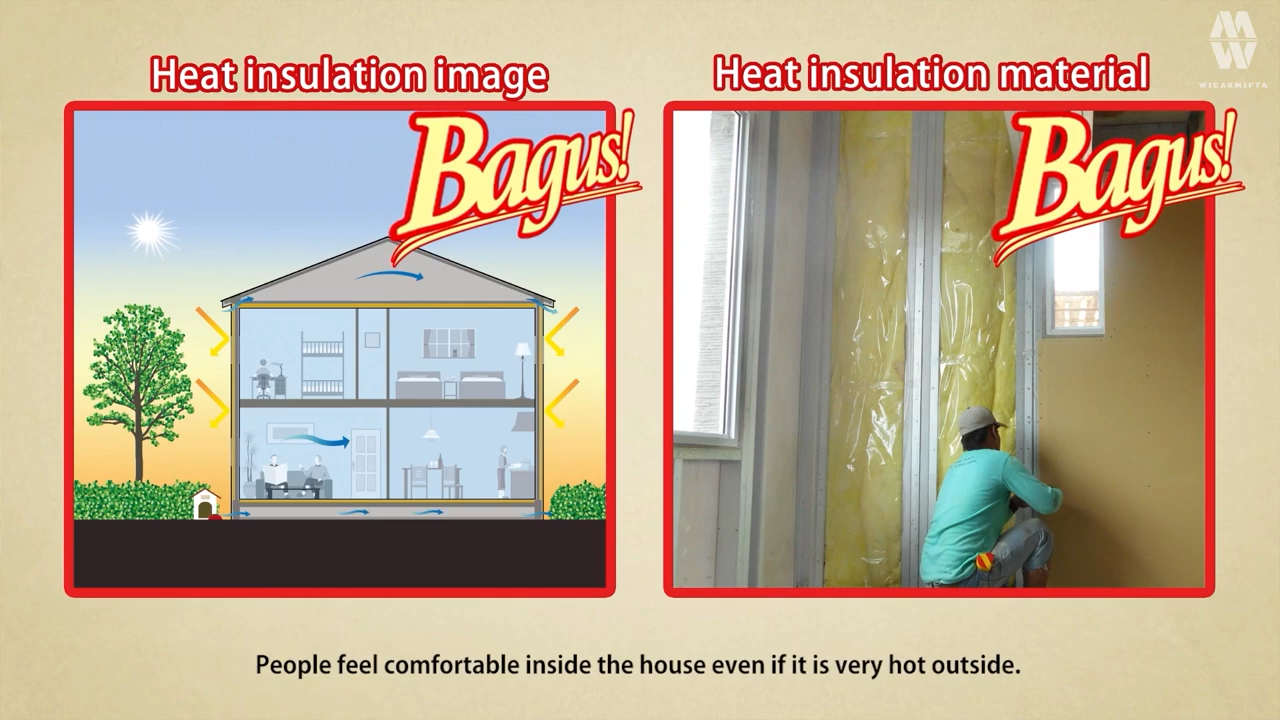 WICAKMIFTA
Heat insulation image
Heat insulation material
Bagus!
Bagus!
People feel comfortable inside the house even if it is very hot outside.